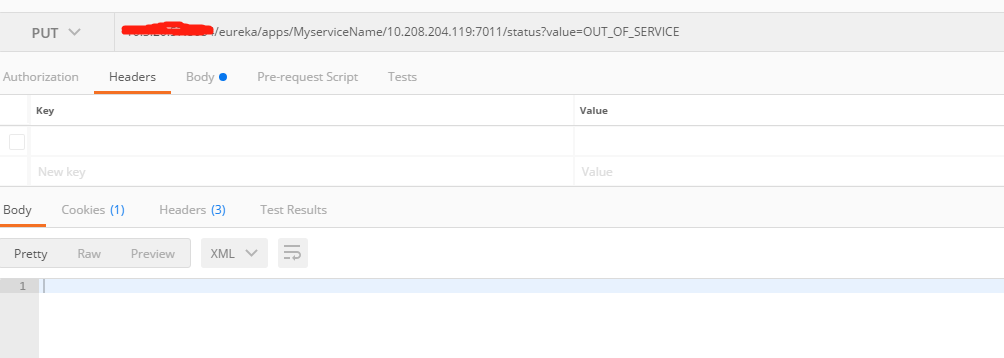 PUT /eureka/apps/MyserviceName/10.208.204.119:7011/status?value=OUT_OF_SERVICE
Authorization Headers Body Pre-request Script Tests
Key Value
New key Value
Body Cookies (1) Headers (3) Test Results
Pretty Raw Preview XML
1